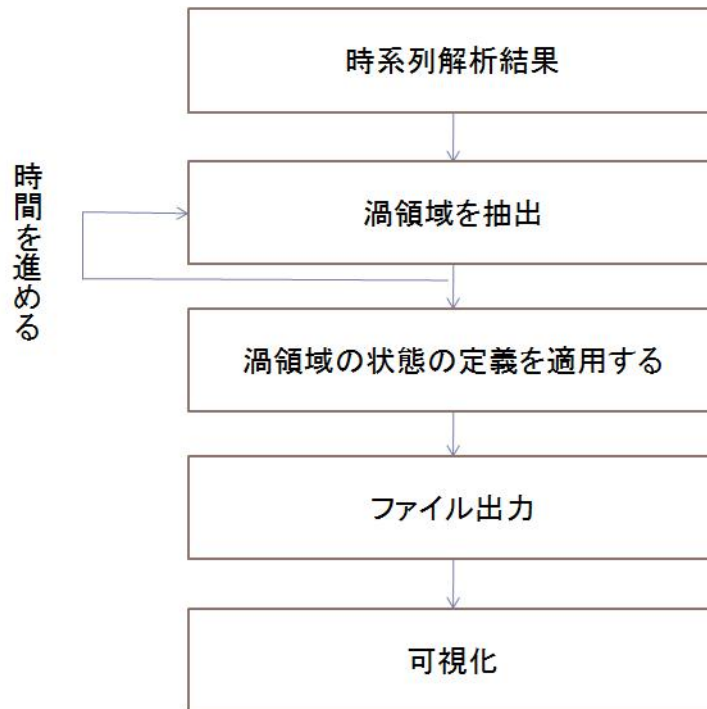 時系列解析結果
渦領域を抽出
時間を進める
渦領域の状態の定義を適用する
ファイル出力
可視化